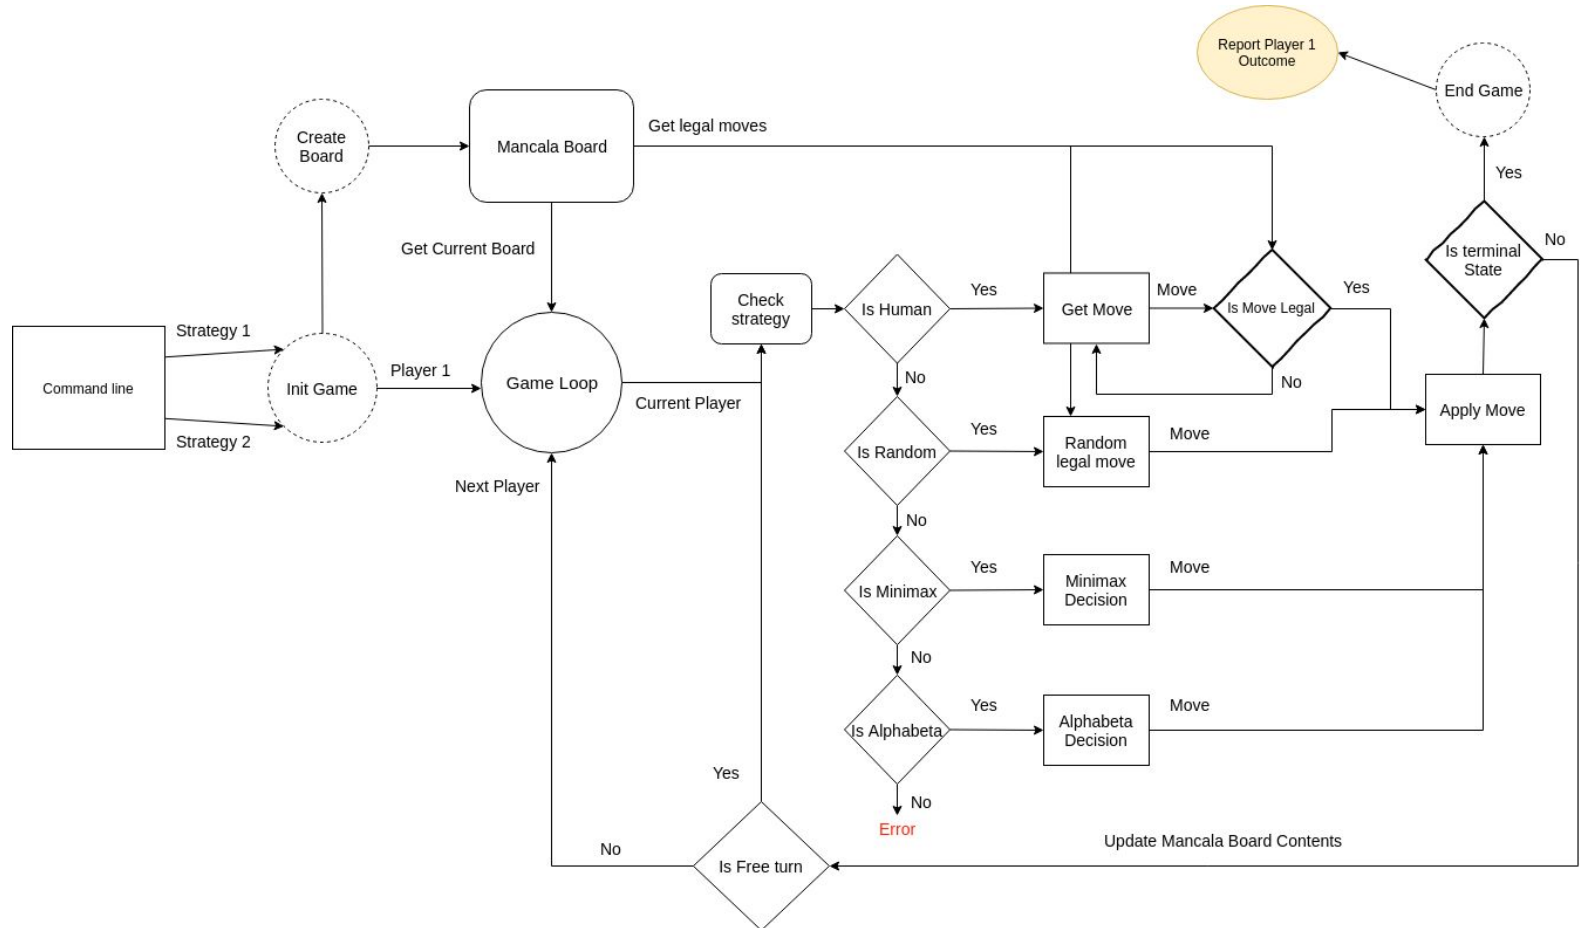 Report Player 1
Outcome
End Game
Create
Board
Mancala Board
Get legal moves
Yes
Get Current Board
Is terminal
State
No
Check
strategy
Is Human
Yes
Get Move
Move
Is Move Legal
Yes
Strategy 1
Command line
Init Game
Player 1
Game Loop
Current Player
No
No
Apply Move
Strategy 2
Next Player
Is Random
Yes
Random
legal move
Move
No
Is Minimax
Yes
Minimax
Decision
Move
No
Is Alphabeta
Yes
Alphabeta
Decision
Move
Yes
No
Error
Update Mancala Board Contents
No
Is Free turn